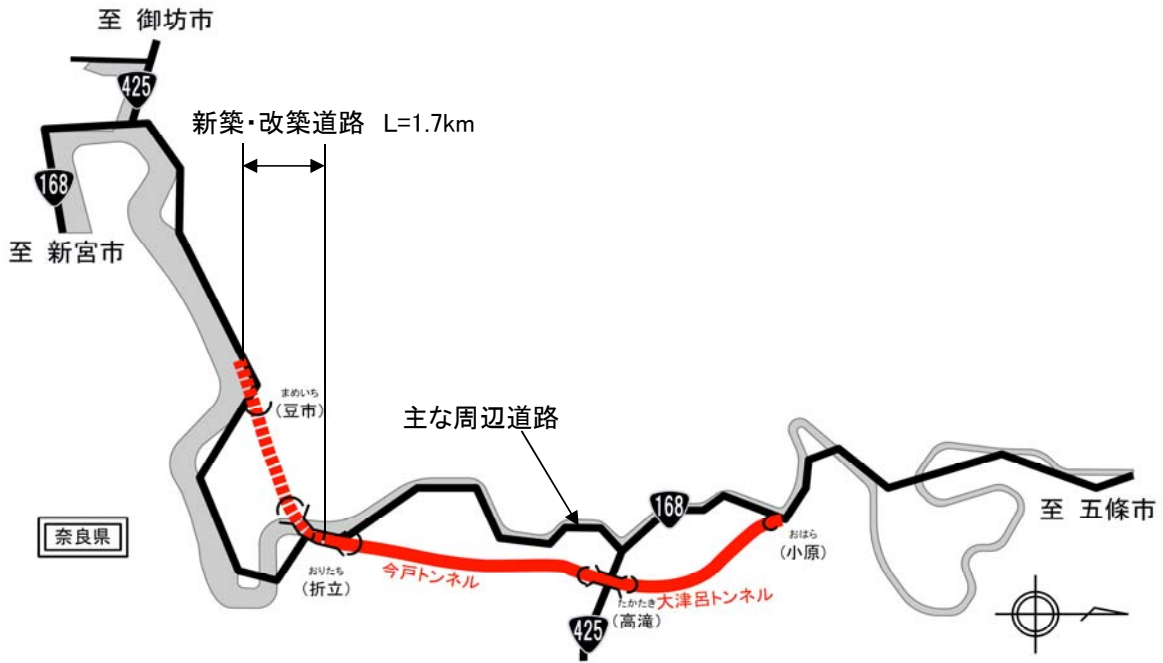 至 御坊市
425
新築・改築道路 L=1.7km
168
至 新宮市
まめいち
(豆市)
主な周辺道路
168
至 五條市
奈良県
おりたち
(折立)
今戸トンネル
おはら
(小原)
たかたき
(高滝)
大津呂トンネル
425